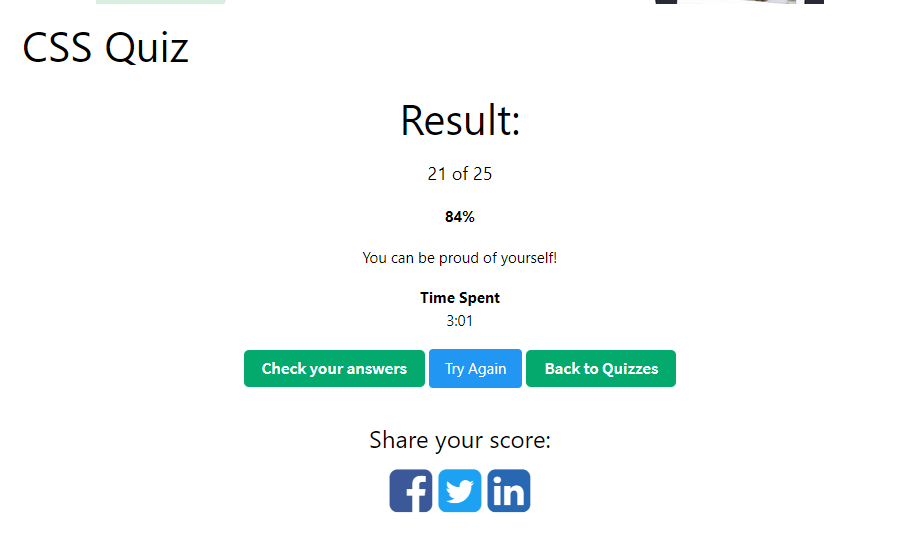 CSS Quiz
Result:
21 of 25
84%
You can be proud of yourself!
Time Spent
3:01
Check your answers Try Again Back to Quizzes
Share your score:
f in